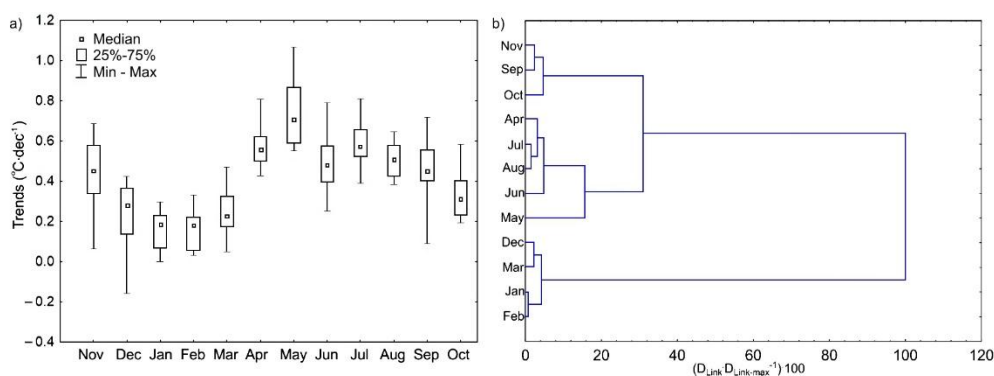 a)
Median
25%-75%
Min - Max
Trends (°C·dec⁻¹)
1.2
1.0
0.8
0.6
0.4
0.2
0.0
– 0.2
– 0.4
Nov Dec Jan Feb Mar Apr May Jun Jul Aug Sep Oct
b)
Nov
Sep
Oct
Apr
Jul
Aug
Jun
May
Dec
Mar
Jan
Feb
0 20 40 60 80 100 120
(D_Link·D_Link-max⁻¹)·100